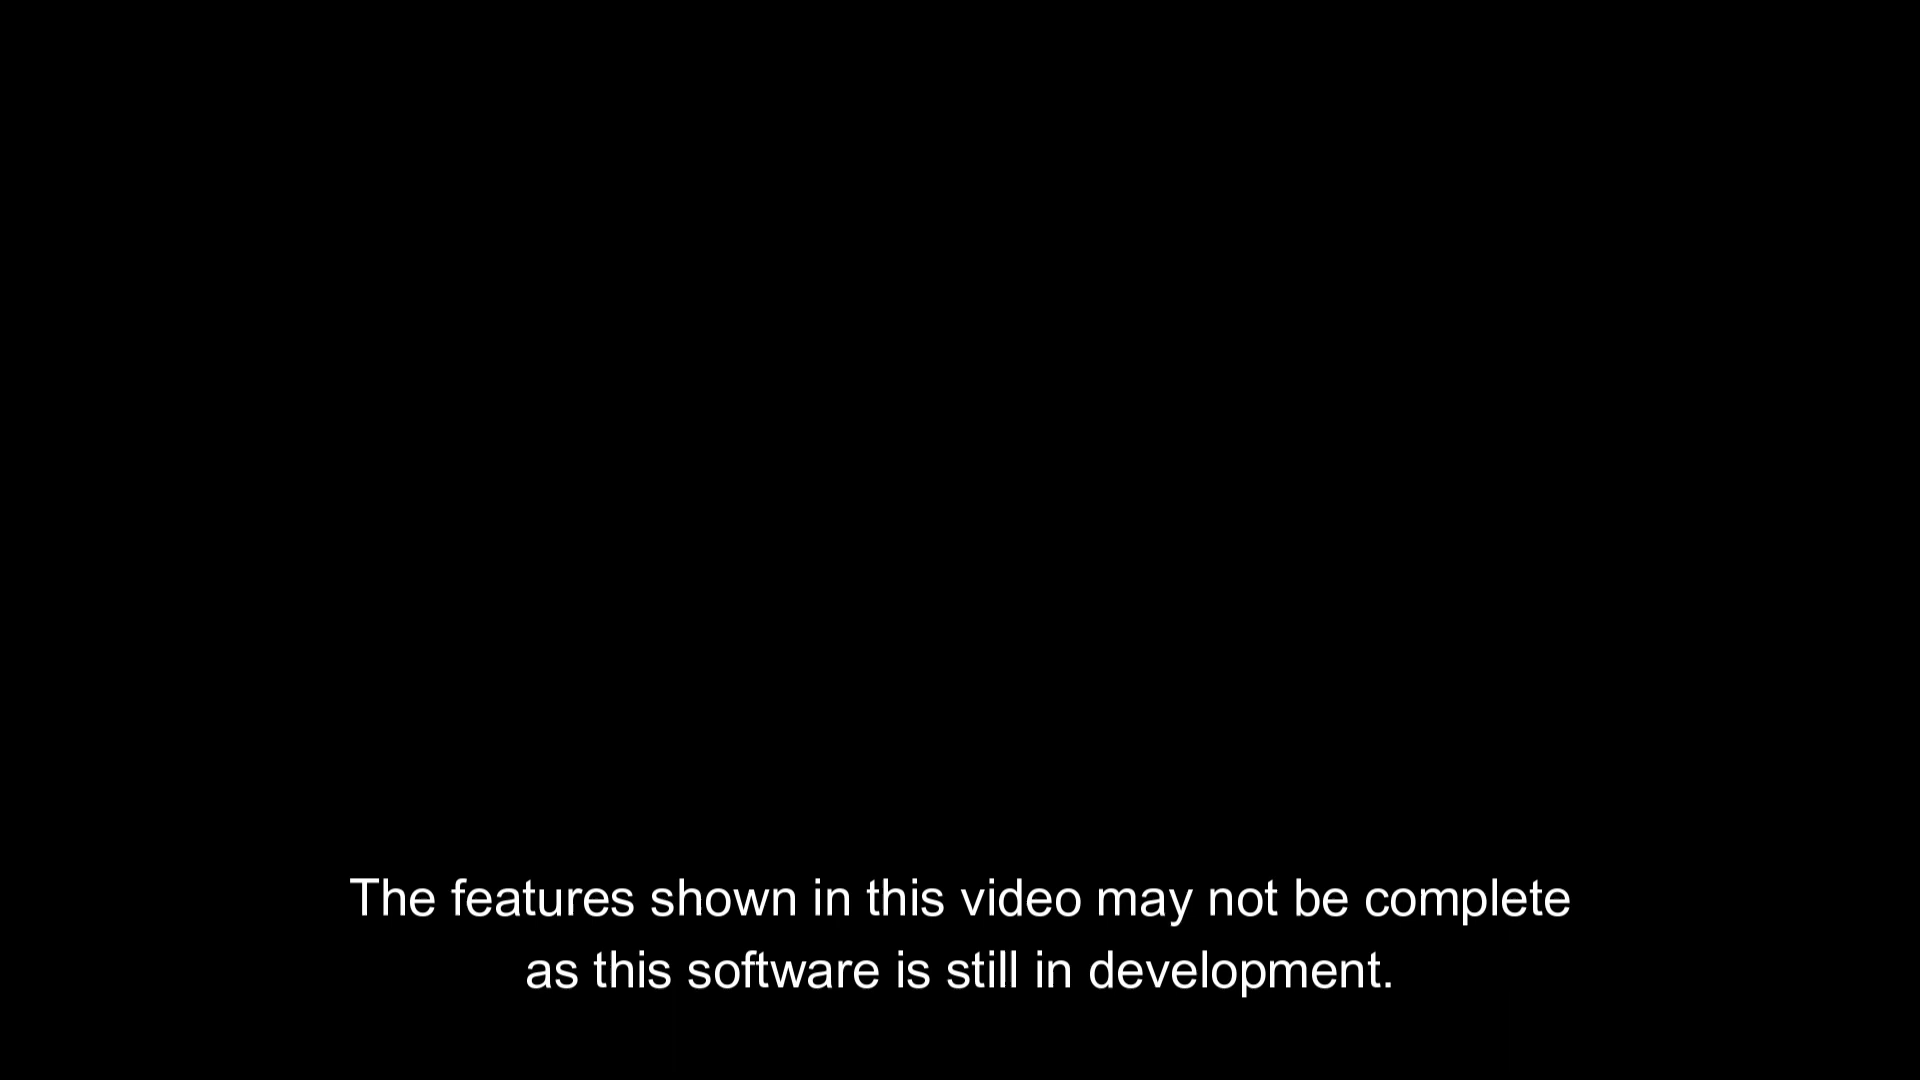 The features shown in this video may not be complete
as this software is still in development.